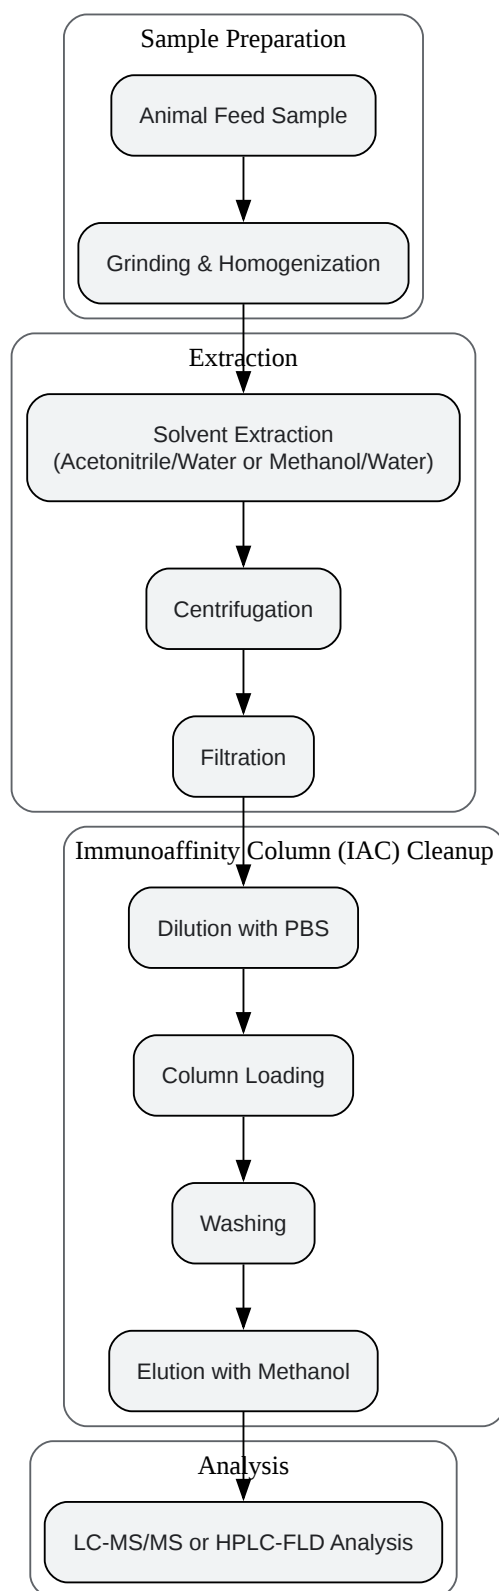 Sample Preparation
Animal Feed Sample
Grinding & Homogenization
Extraction
Solvent Extraction
(Acetonitrile/Water or Methanol/Water)
Centrifugation
Filtration
Immunoaffinity Column (IAC) Cleanup
Dilution with PBS
Column Loading
Washing
Elution with Methanol
Analysis
LC-MS/MS or HPLC-FLD Analysis